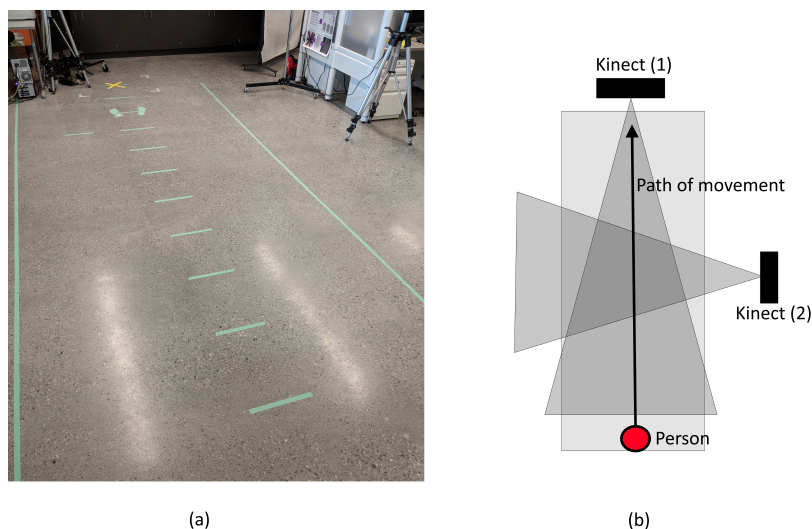 Kinect (1)
Path of movement
Kinect (2)
Person
(a)
(b)